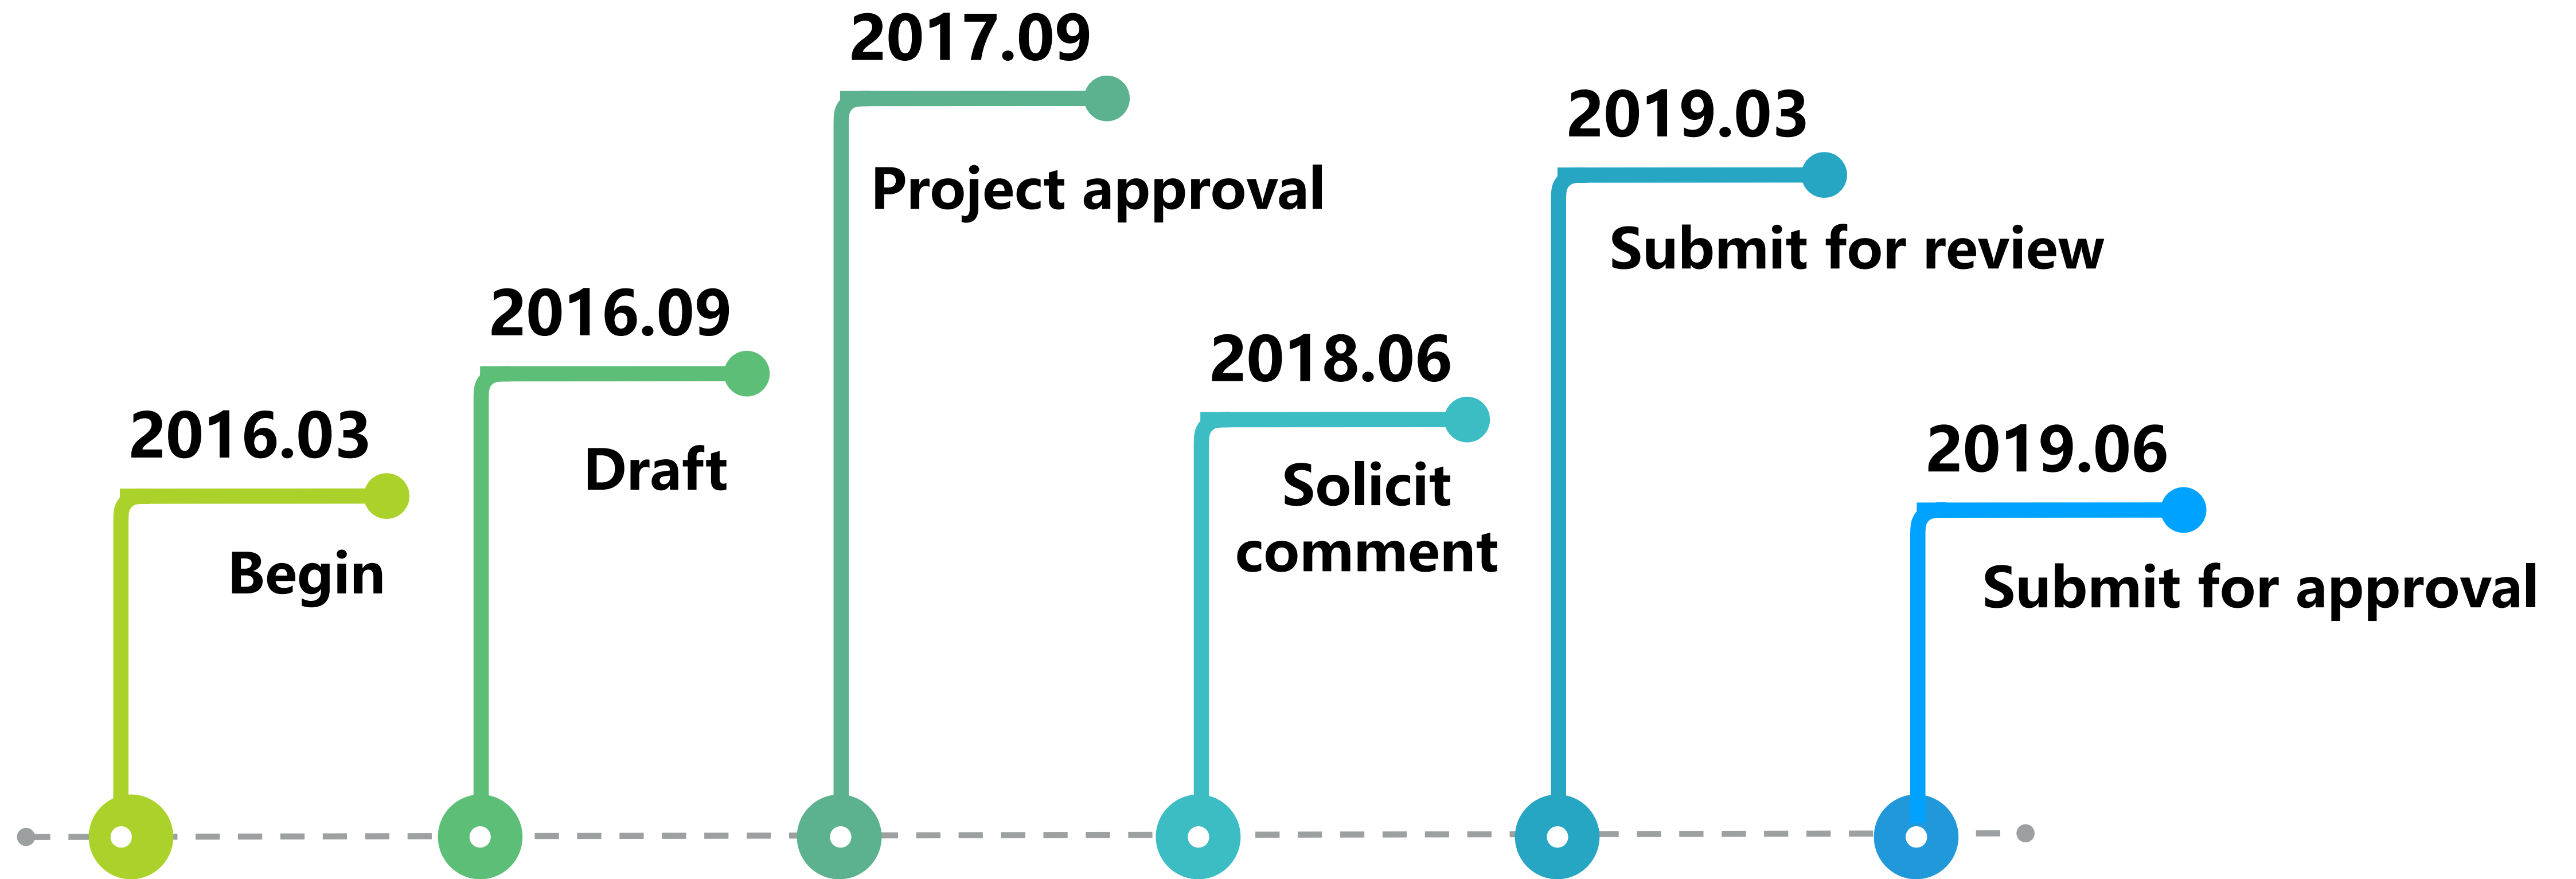 2016.03
Begin
2016.09
Draft
2017.09
Project approval
2018.06
Solicit
comment
2019.03
Submit for review
2019.06
Submit for approval